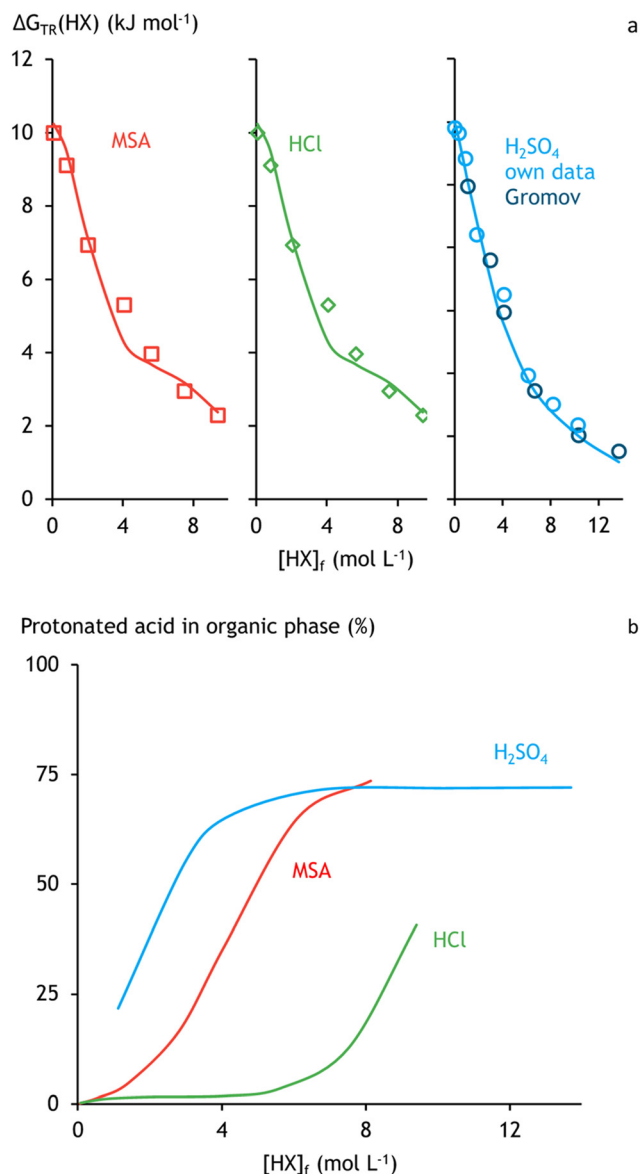 ΔG_TR(HX) (kJ mol⁻¹)
a
12
10
8
6
4
2
0
MSA
HCl
H₂SO₄
own data
Gromov
0 4 8
0 4 8
0 4 8 12
[HX]f (mol L⁻¹)
Protonated acid in organic phase (%)
b
100
75
50
25
0
H₂SO₄
MSA
HCl
0 4 8 12
[HX]f (mol L⁻¹)